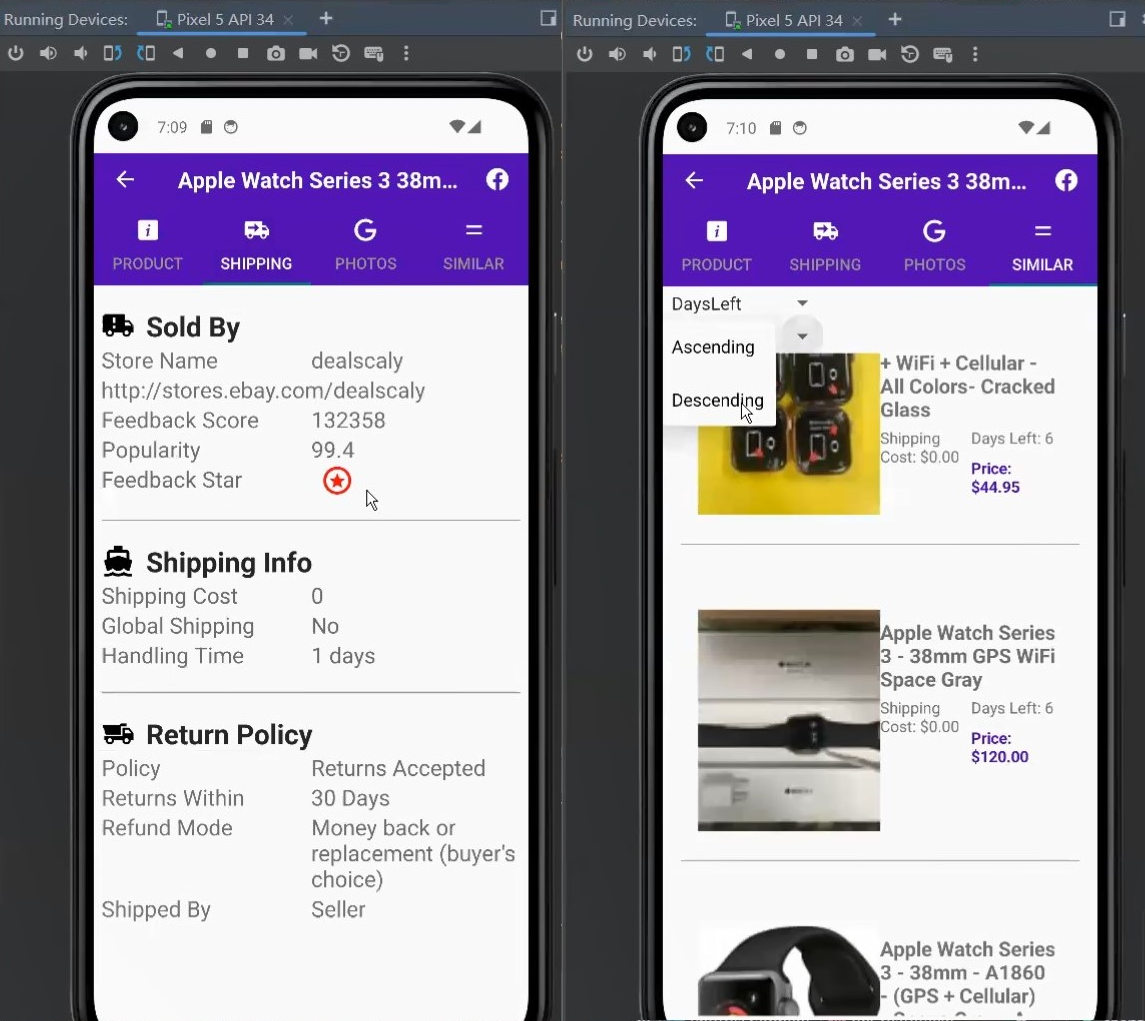 Running Devices: Pixel 5 API 34
7:09
Apple Watch Series 3 38m...
PRODUCT SHIPPING PHOTOS SIMILAR
Sold By
Store Name dealscaly
http://stores.ebay.com/dealscaly
Feedback Score 132358
Popularity 99.4
Feedback Star
Shipping Info
Shipping Cost 0
Global Shipping No
Handling Time 1 days
Return Policy
Policy Returns Accepted
Returns Within 30 Days
Refund Mode Money back or
replacement (buyer's
choice)
Shipped By Seller
Running Devices: Pixel 5 API 34
7:10
Apple Watch Series 3 38m...
PRODUCT SHIPPING PHOTOS SIMILAR
DaysLeft
Ascending
Descending
+ WiFi + Cellular -
All Colors- Cracked
Glass
Shipping
Cost: $0.00
Days Left: 6
Price:
$44.95
Apple Watch Series
3 - 38mm GPS WiFi
Space Gray
Shipping
Cost: $0.00
Days Left: 6
Price:
$120.00
Apple Watch Series
3 - 38mm - A1860
- (GPS + Cellular)